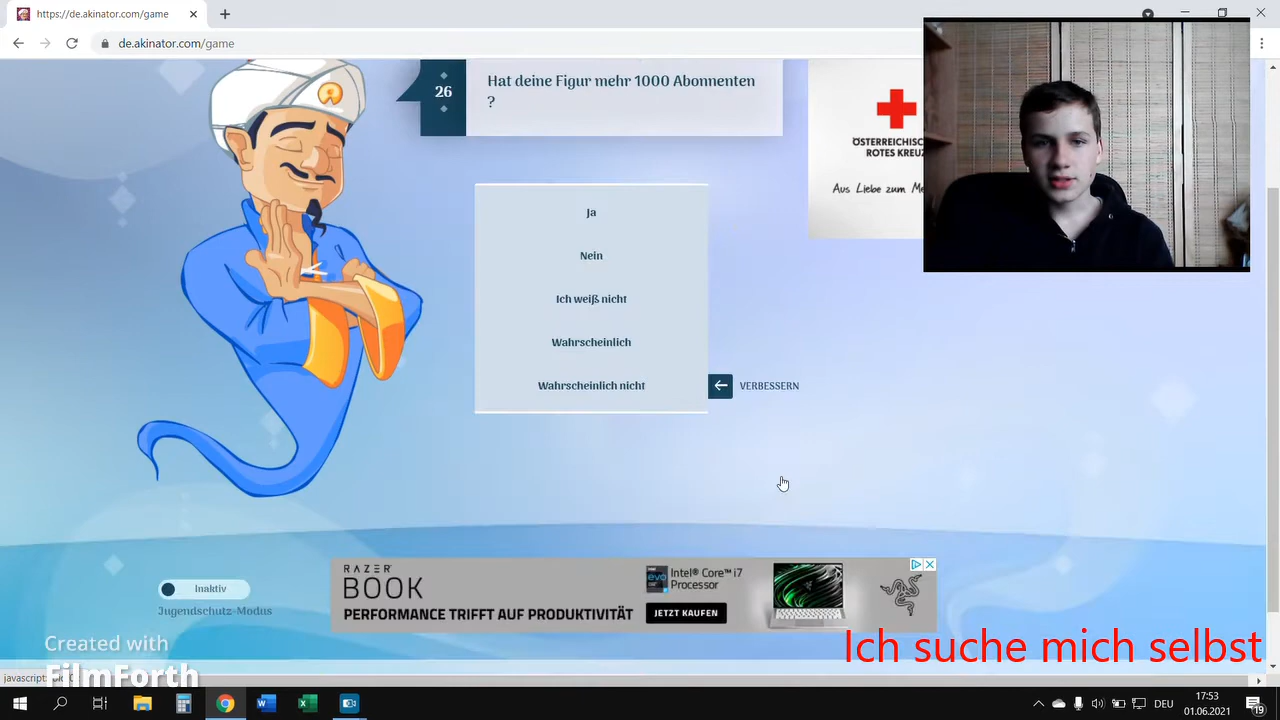 https://de.akinator.com/game
de.akinator.com/game
26
Hat deine Figur mehr 1000 Abonnenten
?
ÖSTERREICHISC
ROTES KREUZ
Aus Liebe zum Me
Ja
Nein
Ich weiß nicht
Wahrscheinlich
Wahrscheinlich nicht
VERBESSERN
Inaktiv
Jugendschutz-Modus
RAZER
BOOK
PERFORMANCE TRIFFT AUF PRODUKTIVITÄT
evo
Intel® Core™ i7
Processor
JETZT KAUFEN
Created with
FilmForth
Ich suche mich selbst
DEU
17:53
01.06.2021
19